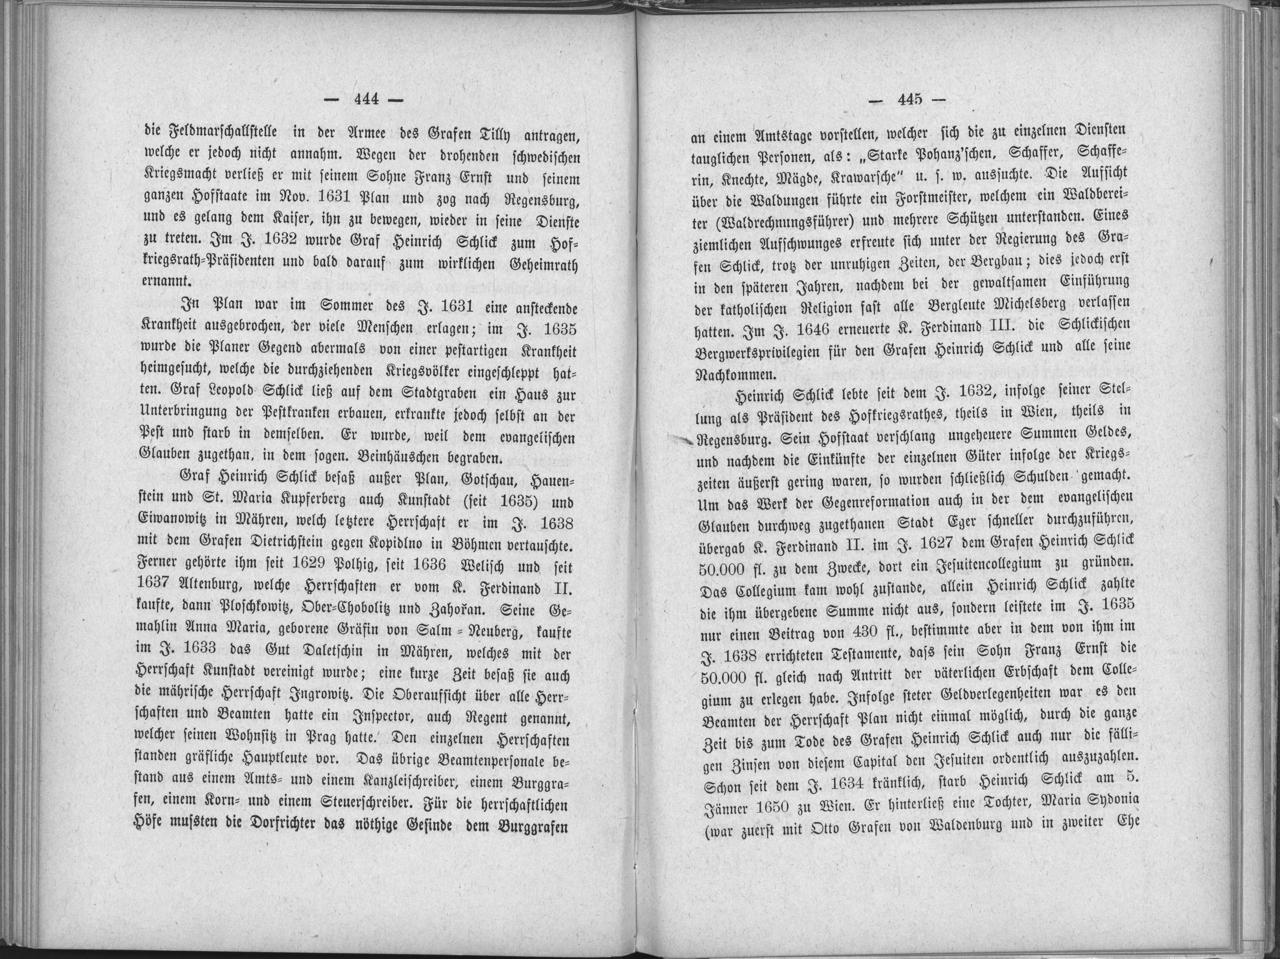 — 444 —
die Feldmarschallstelle in der Armee des Grafen Tilly antragen,
welche er jedoch nicht annahm. Wegen der drohenden schwedischen
Kriegsmacht verließ er mit seinem Sohne Franz Ernst und seinem
ganzen Hofstaate im Nov. 1631 Plan und zog nach Regensburg,
und es gelang dem Kaiser, ihn zu bewegen, wieder in seine Dienste
zu treten. Im J. 1632 wurde Graf Heinrich Schlick zum Hof-
kriegsrath-Präsidenten und bald darauf zum wirklichen Geheimrath
ernannt.
In Plan war im Sommer des J. 1631 eine ansteckende
Krankheit ausgebrochen, der viele Menschen erlagen; im J. 1635
wurde die Planer Gegend abermals von einer pestartigen Krankheit
heimgesucht, welche die durchziehenden Kriegsvölker eingeschleppt hat-
ten. Graf Leopold Schlick ließ auf dem Stadtgraben ein Haus zur
Unterbringung der Pestkranken erbauen, erkrankte jedoch selbst an der
Pest und starb in demselben. Er wurde, weil dem evangelischen
Glauben zugethan, in dem sogen. Beinhäuschen begraben.
Graf Heinrich Schlick besaß außer Plan, Gotschau, Hauen-
stein und St. Maria Kupferberg auch Kunstadt (seit 1635) und
Eiwanowitz in Mähren, welch letztere Herrschaft er im J. 1638
mit dem Grafen Dietrichstein gegen Kopidlno in Böhmen vertauschte.
Ferner gehörte ihm seit 1629 Polhig, seit 1636 Welisch und seit
1637 Altenburg, welche Herrschaften er vom K. Ferdinand II.
kaufte, dann Ploschkowitz, Ober-Chobolitz und Zahořan. Seine Ge-
mahlin Anna Maria, geborene Gräfin von Salm-Neuberg, kaufte
im J. 1633 das Gut Daletschin in Mähren, welches mit der
Herrschaft Kunstadt vereinigt wurde; eine kurze Zeit besaß sie auch
die mährische Herrschaft Ingrowitz. Die Oberaufsicht über alle Herr-
schaften und Beamten hatte ein Inspector, auch Regent genannt,
welcher seinen Wohnsitz in Prag hatte. Den einzelnen Herrschaften
standen gräfliche Hauptleute vor. Das übrige Beamtenpersonale be-
stand aus einem Amts- und einem Kanzleischreiber, einem Burggra-
fen, einem Korn- und einem Steuerschreiber. Für die herrschaftlichen
Höfe mussten die Dorfrichter das nöthige Gesinde dem Burggrafen
— 445 —
an einem Amtstage vorstellen, welcher sich die zu einzelnen Diensten
tauglichen Personen, als: „Starke Pohanz'schen, Schaffer, Schaffe-
rin, Knechte, Mägde, Krawarsche“ u. s. w. aussuchte. Die Aufsicht
über die Waldungen führte ein Forstmeister, welchem ein Waldberei-
ter (Waldrechnungsführer) und mehrere Schützen unterstanden. Eines
ziemlichen Aufschwunges erfreute sich unter der Regierung des Gra-
fen Schlick, trotz der unruhigen Zeiten, der Bergbau; dies jedoch erst
in den späteren Jahren, nachdem bei der gewaltsamen Einführung
der katholischen Religion fast alle Bergleute Michelsberg verlassen
hatten. Im J. 1646 erneuerte K. Ferdinand III. die Schlickischen
Bergwerksprivilegien für den Grafen Heinrich Schlick und alle seine
Nachkommen.
Heinrich Schlick lebte seit dem J. 1632, infolge seiner Stel-
lung als Präsident des Hofkriegsrathes, theils in Wien, theils in
Regensburg. Sein Hofstaat verschlang ungeheuere Summen Geldes,
und nachdem die Einkünfte der einzelnen Güter infolge der Kriegs-
zeiten äußerst gering waren, so wurden schließlich Schulden gemacht.
Um das Werk der Gegenreformation auch in der dem evangelischen
Glauben durchweg zugethanen Stadt Eger schneller durchzuführen,
übergab K. Ferdinand II. im J. 1627 dem Grafen Heinrich Schlick
50.000 fl. zu dem Zwecke, dort ein Jesuitencollegium zu gründen.
Das Collegium kam wohl zustande, allein Heinrich Schlick zahlte
die ihm übergebene Summe nicht aus, sondern leistete im J. 1635
nur einen Beitrag von 430 fl., bestimmte aber in dem von ihm im
J. 1638 errichteten Testamente, dass sein Sohn Franz Ernst die
50.000 fl. gleich nach Antritt der väterlichen Erbschaft dem Colle-
gium zu erlegen habe. Infolge steter Geldverlegenheiten war es den
Beamten der Herrschaft Plan nicht einmal möglich, durch die ganze
Zeit bis zum Tode des Grafen Heinrich Schlick auch nur die fälli-
gen Zinsen von diesem Capital den Jesuiten ordentlich auszuzahlen.
Schon seit dem J. 1634 kränklich, starb Heinrich Schlick am 5.
Jänner 1650 zu Wien. Er hinterließ eine Tochter, Maria Sydonia
(war zuerst mit Otto Grafen von Waldenburg und in zweiter Ehe